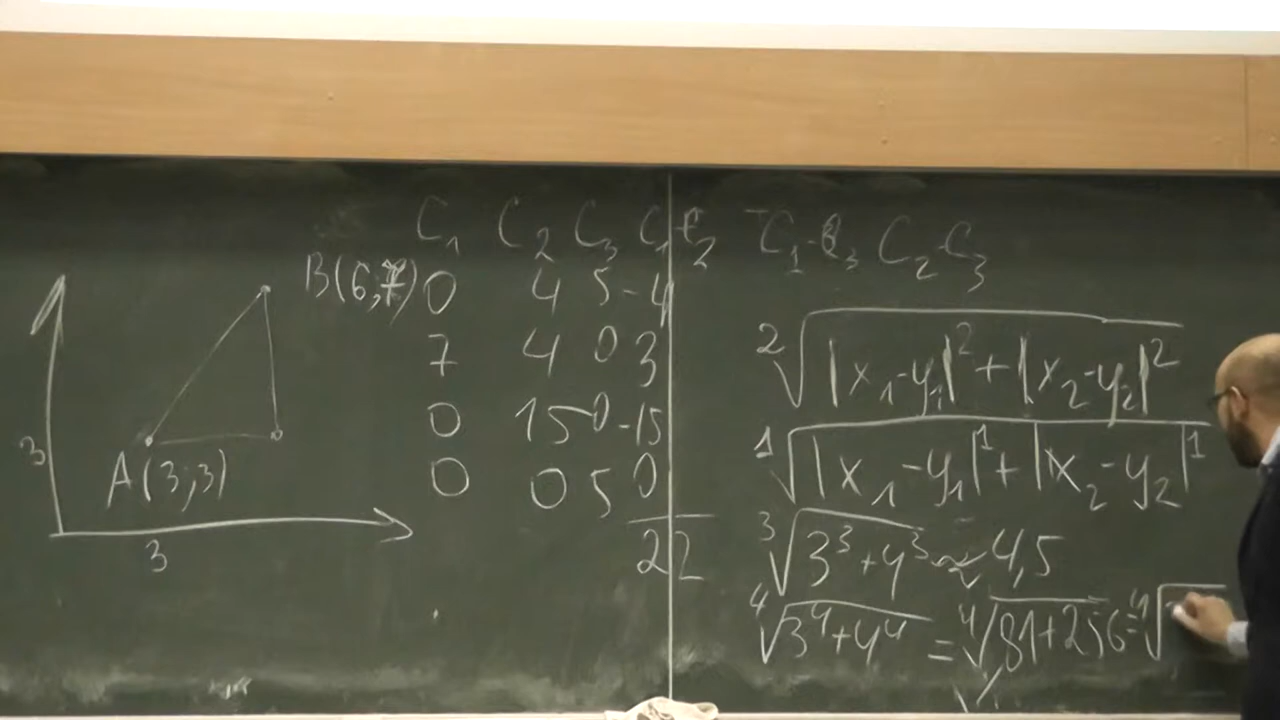 C₁ C₂ C₃ C₁-C₂ C₁-C₃ C₂-C₃
B(6;7) 0 4 5 -4
7 4 0 3
0 15 0 -15
0 0 5 0
22
A(3;3)
3
3
²√|x₁-y₁|²+|x₂-y₂|²
¹√|x₁-y₁|¹+|x₂-y₂|¹
³√3³+4³ ≈ 4,5
⁴√3⁴+4⁴ = ⁴√81+256 = ⁴√
√